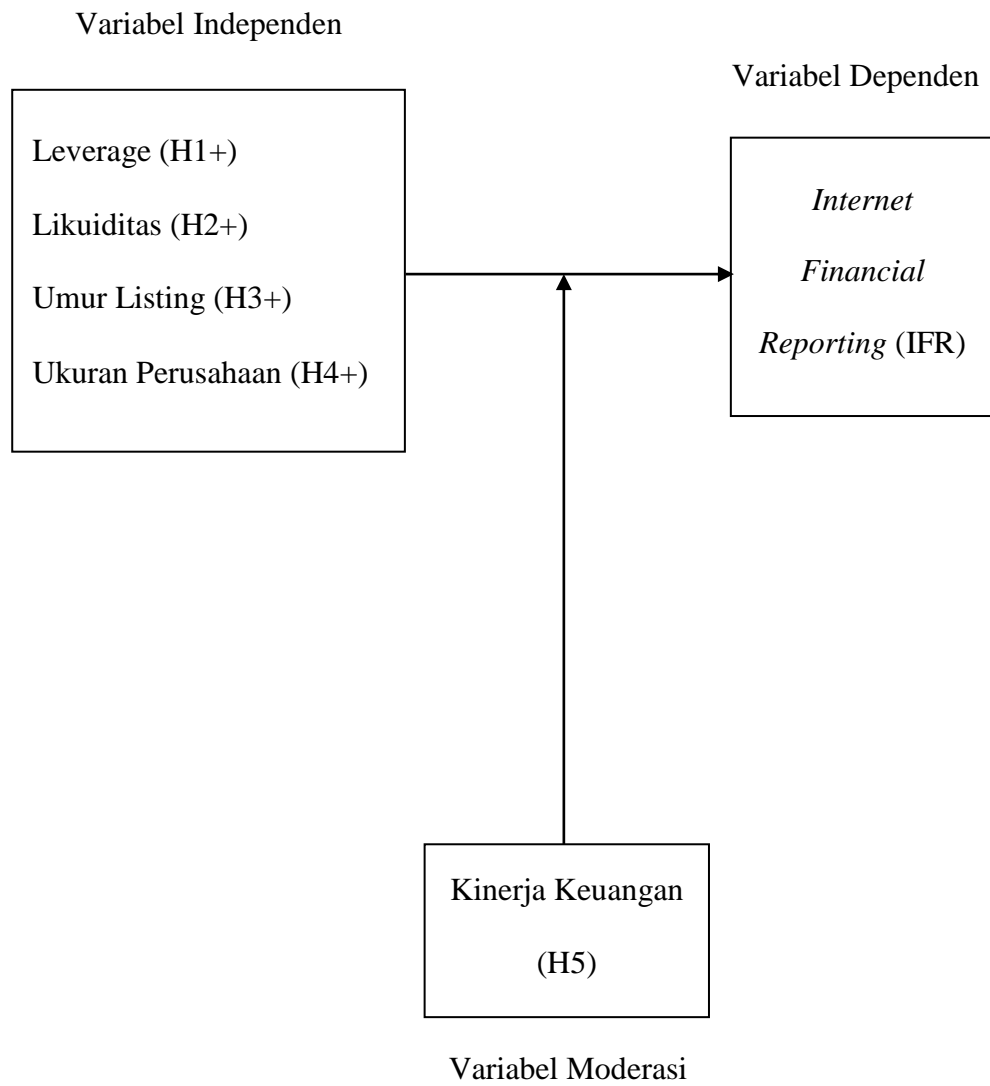 Variabel Independen
Variabel Dependen
Leverage (H1+)
Likuiditas (H2+)
Umur Listing (H3+)
Ukuran Perusahaan (H4+)
Internet
Financial
Reporting (IFR)
Kinerja Keuangan
(H5)
Variabel Moderasi